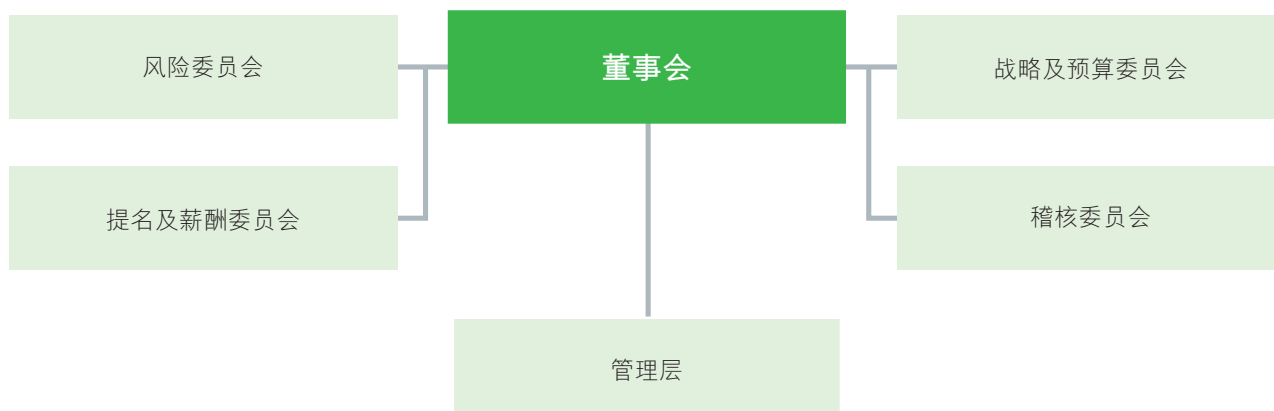 风险委员会
董事会
战略及预算委员会
提名及薪酬委员会
稽核委员会
管理层